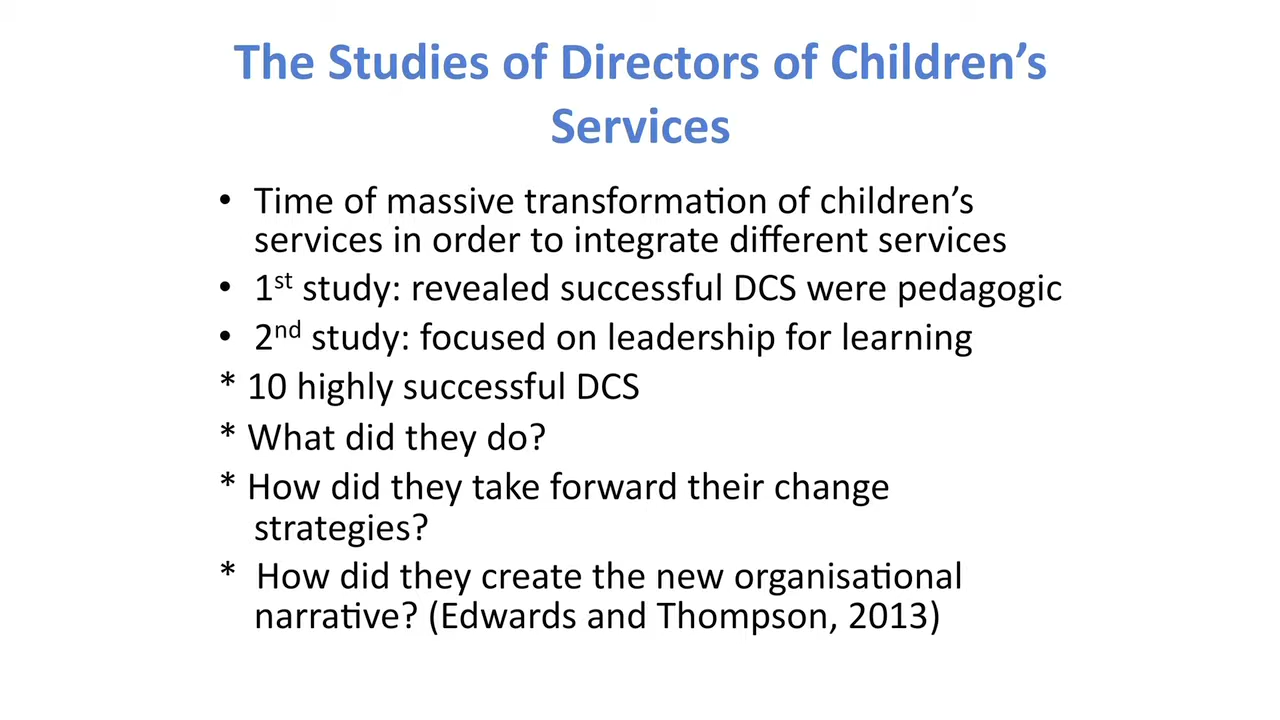 The Studies of Directors of Children’s
Services
• Time of massive transformation of children’s
services in order to integrate different services
• 1st study: revealed successful DCS were pedagogic
• 2nd study: focused on leadership for learning
* 10 highly successful DCS
* What did they do?
* How did they take forward their change
strategies?
* How did they create the new organisational
narrative? (Edwards and Thompson, 2013)